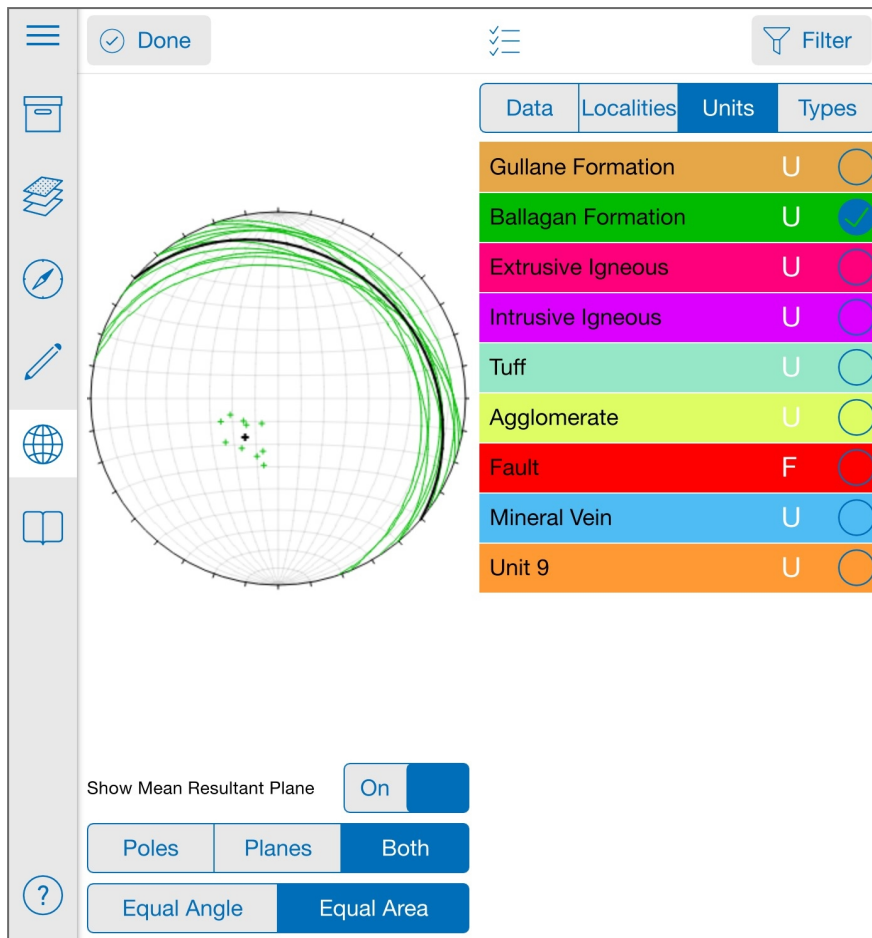 Done
Filter
Data Localities Units Types
Gullane Formation U
Ballagan Formation U
Extrusive Igneous U
Intrusive Igneous U
Tuff U
Agglomerate U
Fault F
Mineral Vein U
Unit 9 U
Show Mean Resultant Plane On
Poles Planes Both
? Equal Angle Equal Area